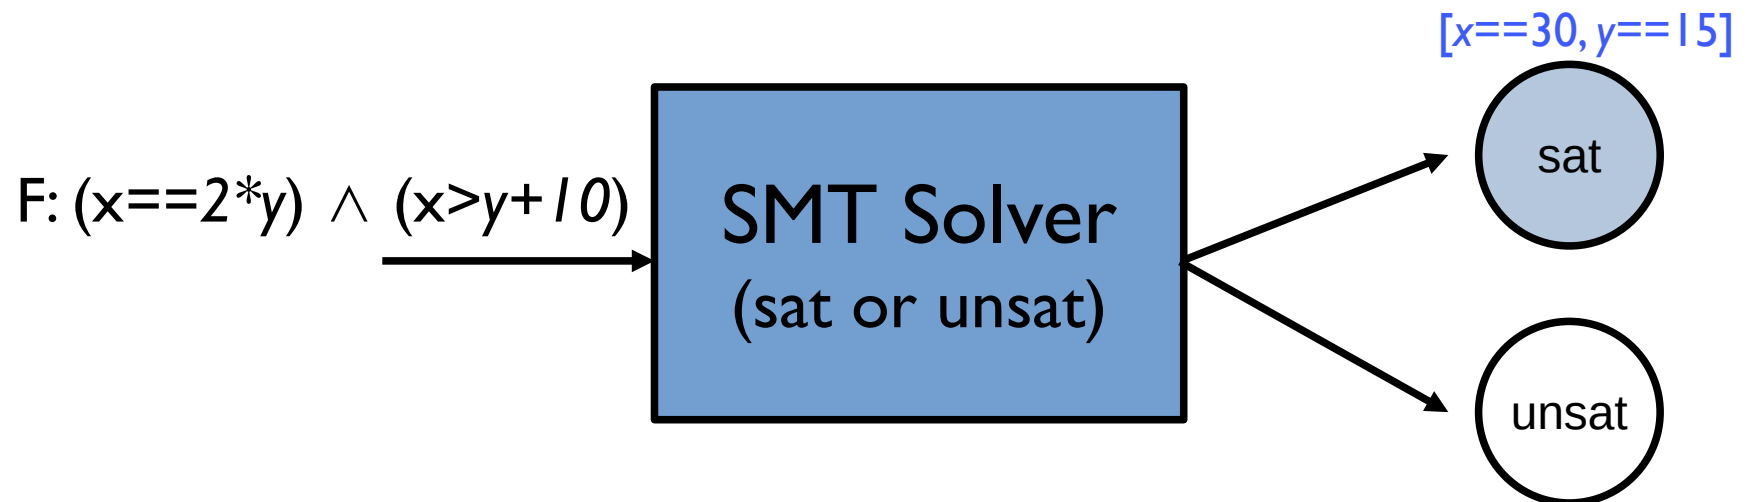 [x==30, y==15]
F: (x==2*y) ∧ (x>y+10)
SMT Solver
(sat or unsat)
sat
unsat